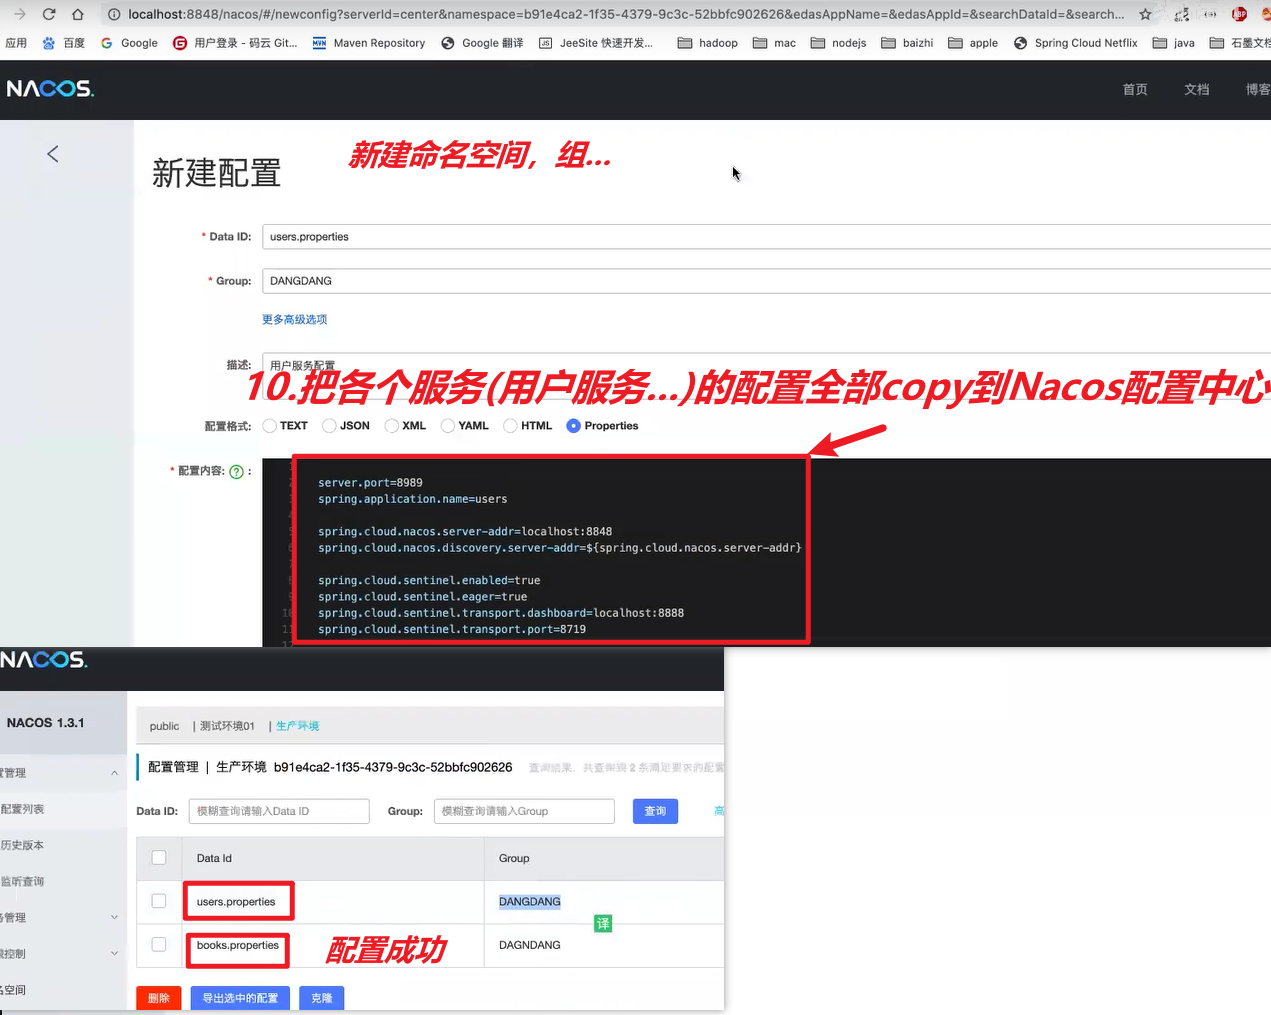 localhost:8848/nacos/#/newconfig?serverId=center&namespace=b91e4ca2-1f35-4379-9c3c-52bbfc902626&edasAppName=&edasAppId=&searchDataId=&search...
应用 百度 Google 用户登录 - 码云 Git... Maven Repository Google 翻译 JeeSite 快速开发... hadoop mac nodejs baizhi apple Spring Cloud Netflix java 石墨文档
NACOS. 首页 文档 博客
新建配置
新建命名空间，组...
* Data ID: users.properties
* Group: DANGDANG
更多高级选项
描述: 用户服务配置
10.把各个服务(用户服务...)的配置全部copy到Nacos配置中心
配置格式: TEXT JSON XML YAML HTML Properties
* 配置内容: ? :
server.port=8989
spring.application.name=users
spring.cloud.nacos.server-addr=localhost:8848
spring.cloud.nacos.discovery.server-addr=${spring.cloud.nacos.server-addr}
spring.cloud.sentinel.enabled=true
spring.cloud.sentinel.eager=true
10 spring.cloud.sentinel.transport.dashboard=localhost:8888
11 spring.cloud.sentinel.transport.port=8719
12
NACOS.
NACOS 1.3.1
public | 测试环境01 | 生产环境
置管理
配置管理 | 生产环境 b91e4ca2-1f35-4379-9c3c-52bbfc902626 查询结果：共查询到 2 条满足要求的配置
配置列表
Data ID: 模糊查询请输入Data ID Group: 模糊查询请输入Group 查询 高
历史版本
Data Id Group
监听查询
users.properties DANGDANG
务管理
译
books.properties DAGNDANG
配置成功
限控制
名空间
删除 导出选中的配置 克隆